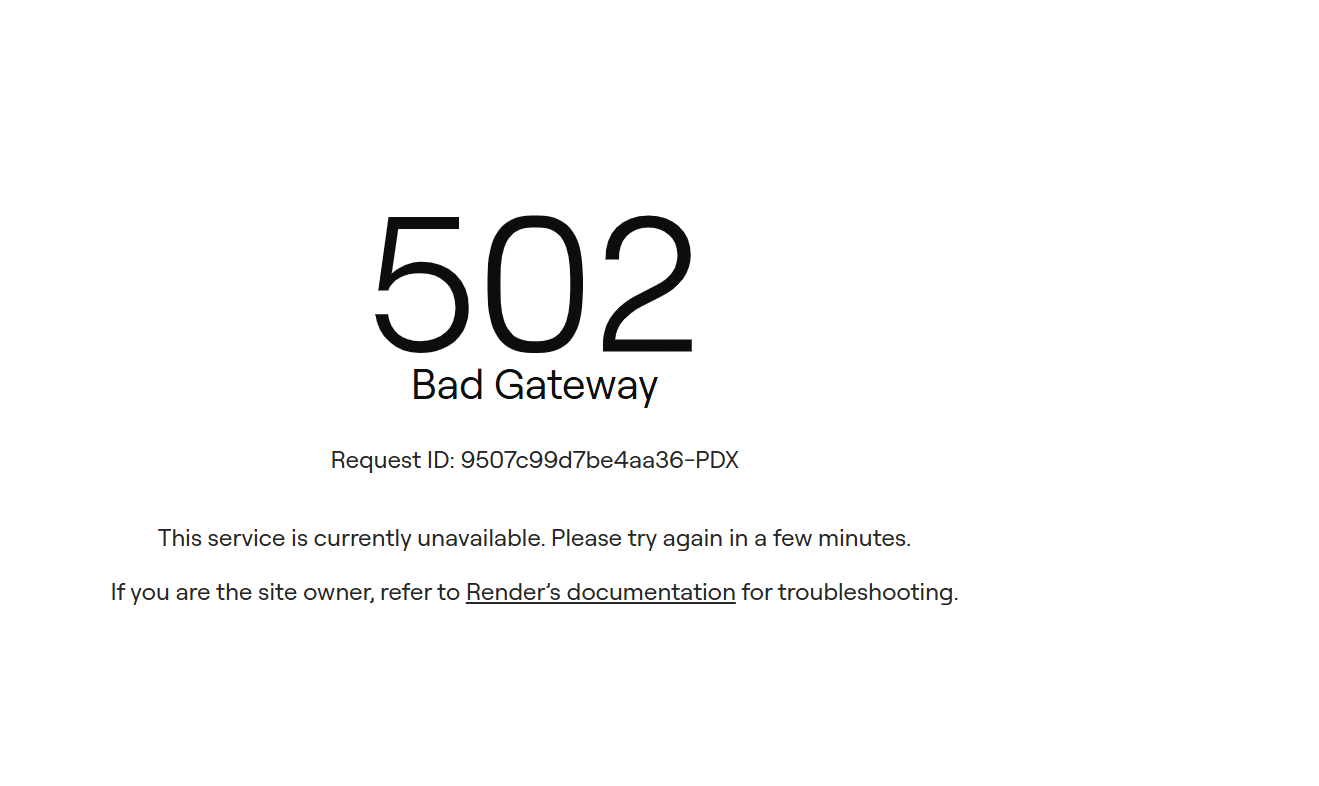 502
Bad Gateway
Request ID: 9507c99d7be4aa36-PDX
This service is currently unavailable. Please try again in a few minutes.
If you are the site owner, refer to Render’s documentation for troubleshooting.